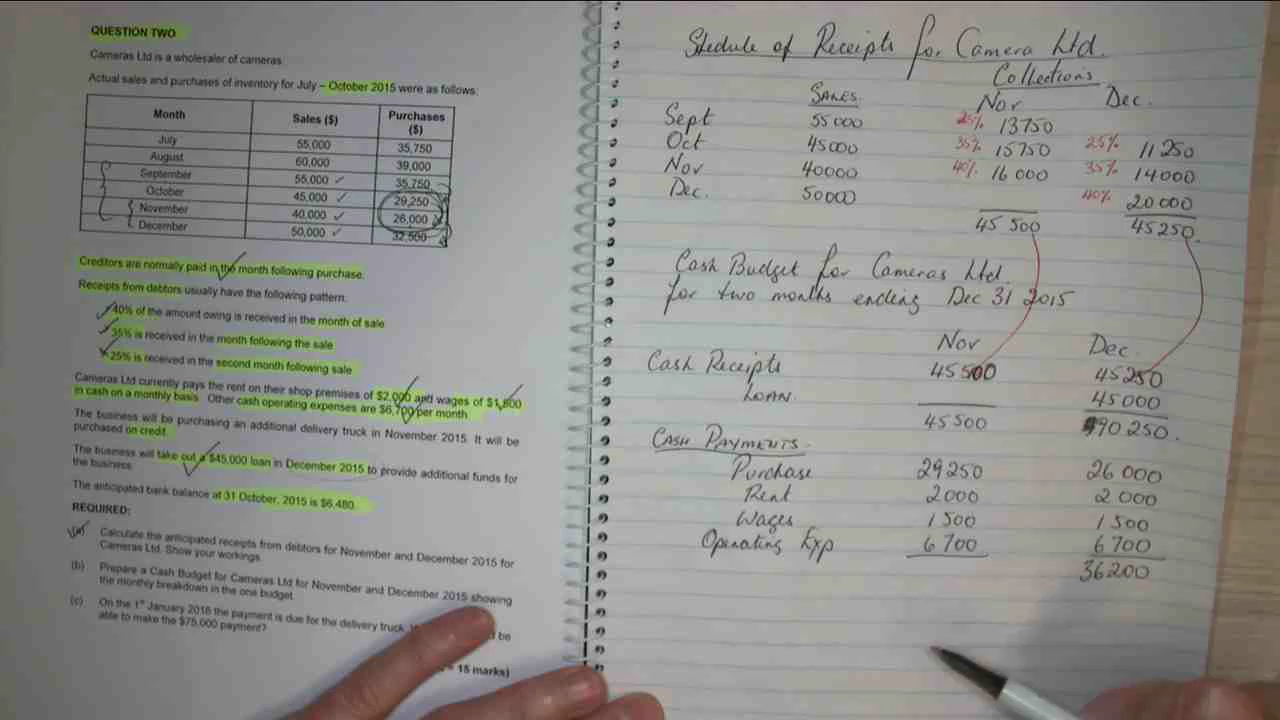 QUESTION TWO
Cameras Ltd is a wholesaler of cameras
Actual sales and purchases of inventory for July – October 2015 were as follows:
Month Sales ($) Purchases ($)
July 55,000 35,750
August 60,000 39,000
September 55,000 35,750
October 45,000 29,250
November 40,000 26,000
December 50,000 32,500
Creditors are normally paid in the month following purchase.
Receipts from debtors usually have the following pattern:
40% of the amount owing is received in the month of sale
35% is received in the month following the sale
25% is received in the second month following sale
Cameras Ltd currently pays the rent on their shop premises of $2,000 and wages of $1,500
in cash on a monthly basis. Other cash operating expenses are $6,700 per month
The business will be purchasing an additional delivery truck in November 2015. It will be
purchased on credit.
The business will take out a $45,000 loan in December 2015 to provide additional funds for
the business.
The anticipated bank balance at 31 October, 2015 is $6,480.
REQUIRED:
(a) Calculate the anticipated receipts from debtors for November and December 2015 for
Cameras Ltd. Show your workings.
(b) Prepare a Cash Budget for Cameras Ltd for November and December 2015 showing
the monthly breakdown in the one budget.
(c) On the 1st January 2016 the payment is due for the delivery truck. be
able to make the $75,000 payment?
= 15 marks)
Shedule of Receipts for Camera Ltd.
Collections
SALES Nov Dec.
Sept 55000 25% 13750
Oct 45000 35% 15750 25% 11250
Nov 40000 40% 16000 35% 14000
Dec. 50000 40% 20000
45 500 45250.
Cash Budget for Cameras Ltd.
for two months ending Dec 31 2015
Nov Dec.
Cash Receipts 45500 45250
LOAN 45000
45500 90250.
CASH PAYMENTS.
Purchase 29250 26000
Rent 2000 2000
Wages 1500 1500
Operating Exp 6700 6700
36200